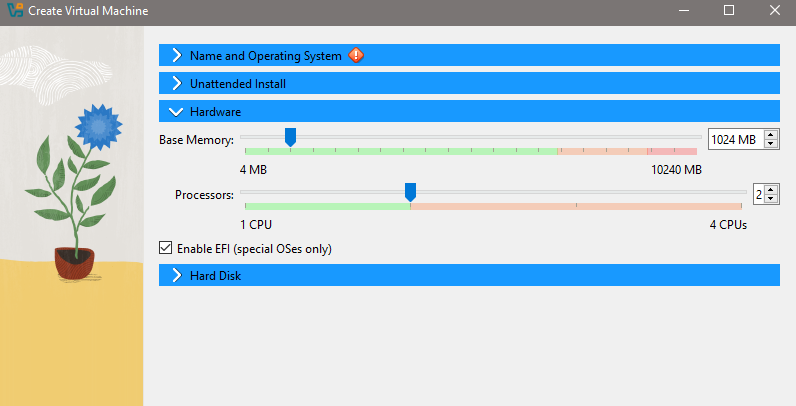 Create Virtual Machine
Name and Operating System
Unattended Install
Hardware
Base Memory: 1024 MB
4 MB 10240 MB
Processors: 2
1 CPU 4 CPUs
Enable EFI (special OSes only)
Hard Disk